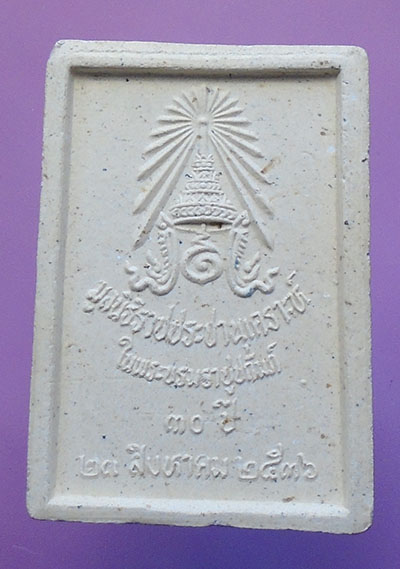 มูลนิธิราชประชานุเคราะห์
ในพระบรมราชูปถัมภ์
๓๐ ปี
๒๓ สิงหาคม ๒๕๓๖